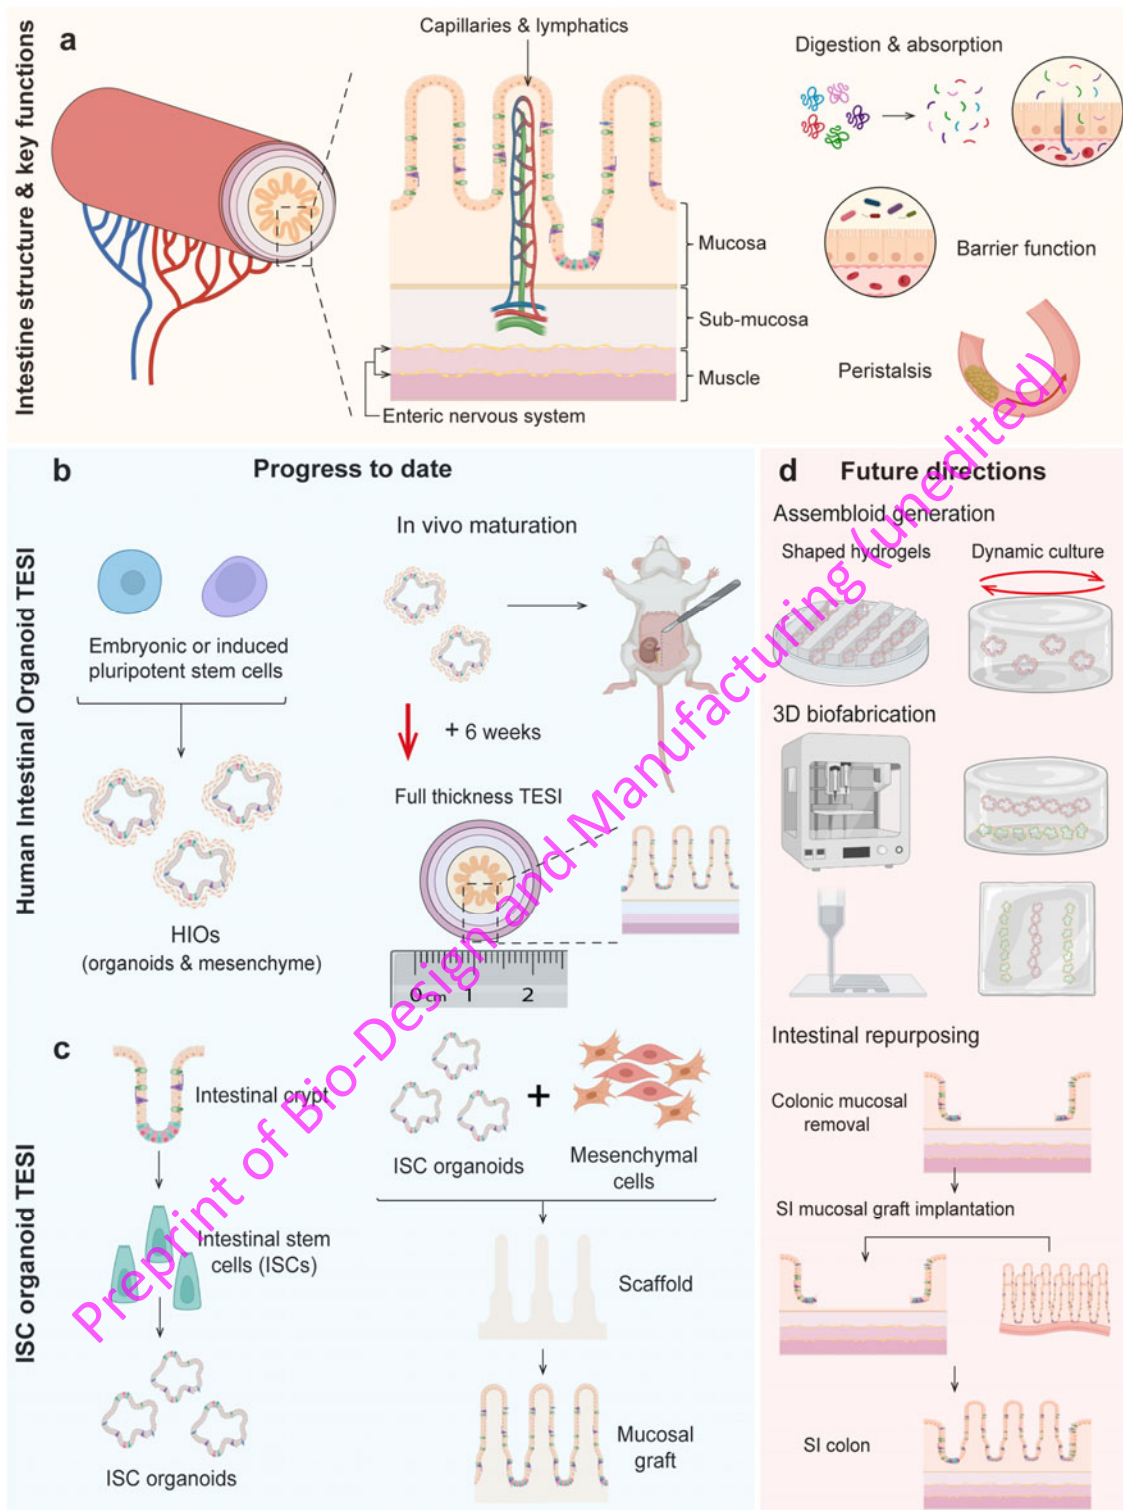 Intestine structure & key functions
a
Capillaries & lymphatics
Mucosa
Sub-mucosa
Muscle
Enteric nervous system
Digestion & absorption
Barrier function
Peristalsis
Human Intestinal Organoid TESI
b
Progress to date
Embryonic or induced
pluripotent stem cells
HIOs
(organoids & mesenchyme)
In vivo maturation
+ 6 weeks
Full thickness TESI
0 cm 1 2
ISC organoid TESI
c
Intestinal crypt
Intestinal stem
cells (ISCs)
ISC organoids
ISC organoids
+
Mesenchymal
cells
Scaffold
Mucosal
graft
d
Future directions
Assembloid generation
Shaped hydrogels
Dynamic culture
3D biofabrication
Intestinal repurposing
Colonic mucosal
removal
SI mucosal graft implantation
SI colon
Preprint of Bio-Design and Manufacturing (unedited)